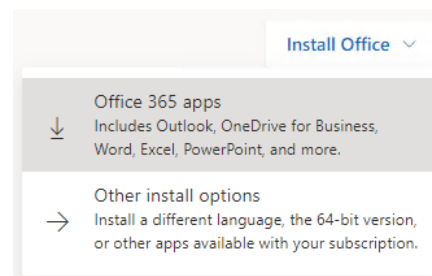 Install Office
Office 365 apps
Includes Outlook, OneDrive for Business,
Word, Excel, PowerPoint, and more.
Other install options
Install a different language, the 64-bit version,
or other apps available with your subscription.